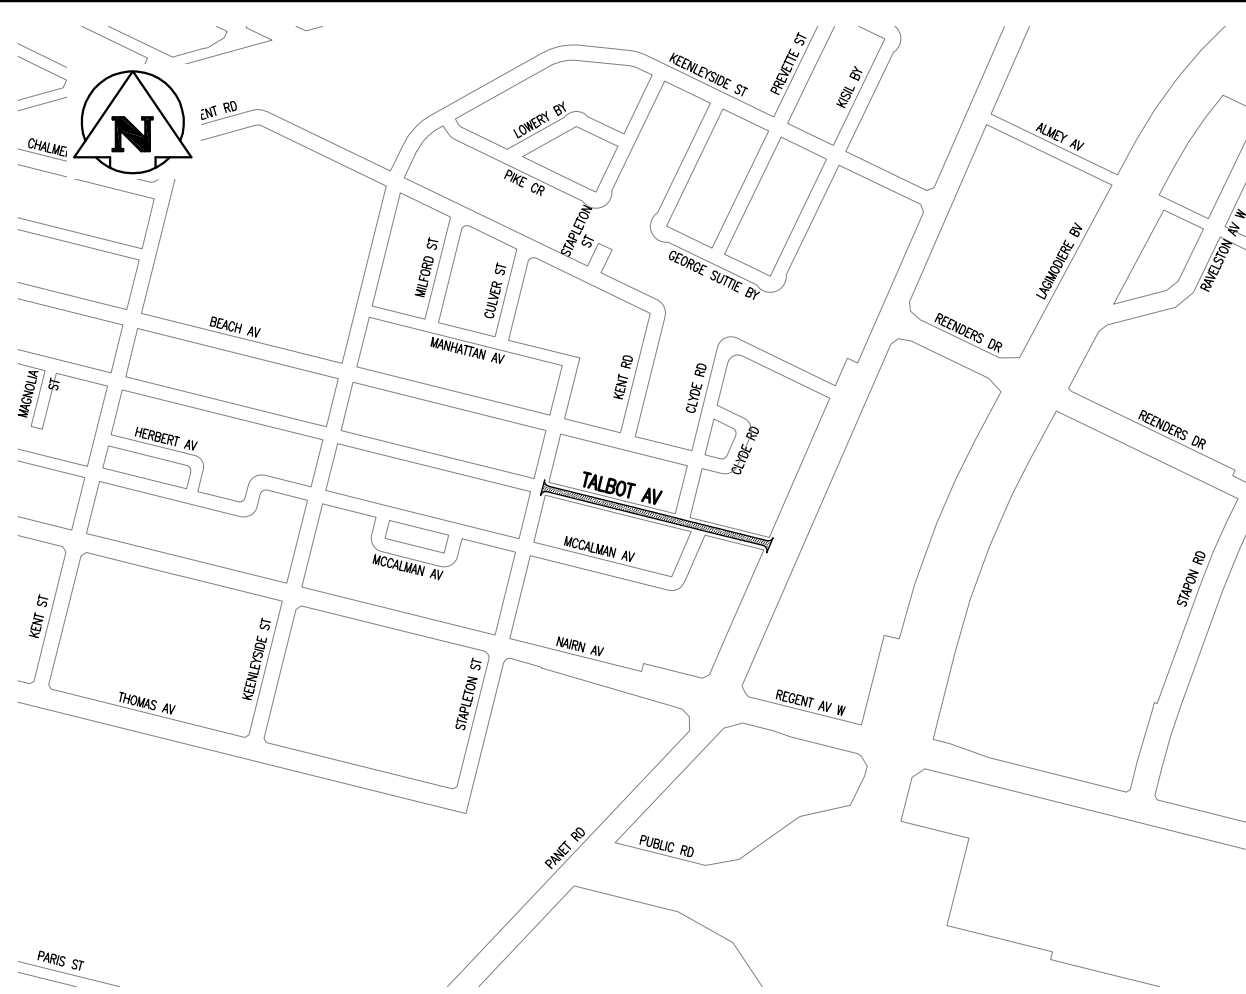 KEENLEYSIDE ST
PREVETTE ST
KISIL BY
LOWERY BY
ENT RD
N
ALMEY AV
CHALME
PIKE CR
STAPLETON
ST
RAVELSTON AV W
LAGIMODIERE BV
MILFORD ST
GEORGE SUTTIE BY
CULVER ST
BEACH AV
REENDERS DR
MANHATTAN AV
KENT RD
CLYDE RD
MAGNOLIA
ST
REENDERS DR
HERBERT AV
CLYDE RD
TALBOT AV
MCCALMAN AV
MCCALMAN AV
STAPON RD
KENT ST
KEENLEYSIDE ST
NAIRN AV
STAPLETON ST
THOMAS AV
REGENT AV W
PANET RD
PUBLIC RD
PARIS ST